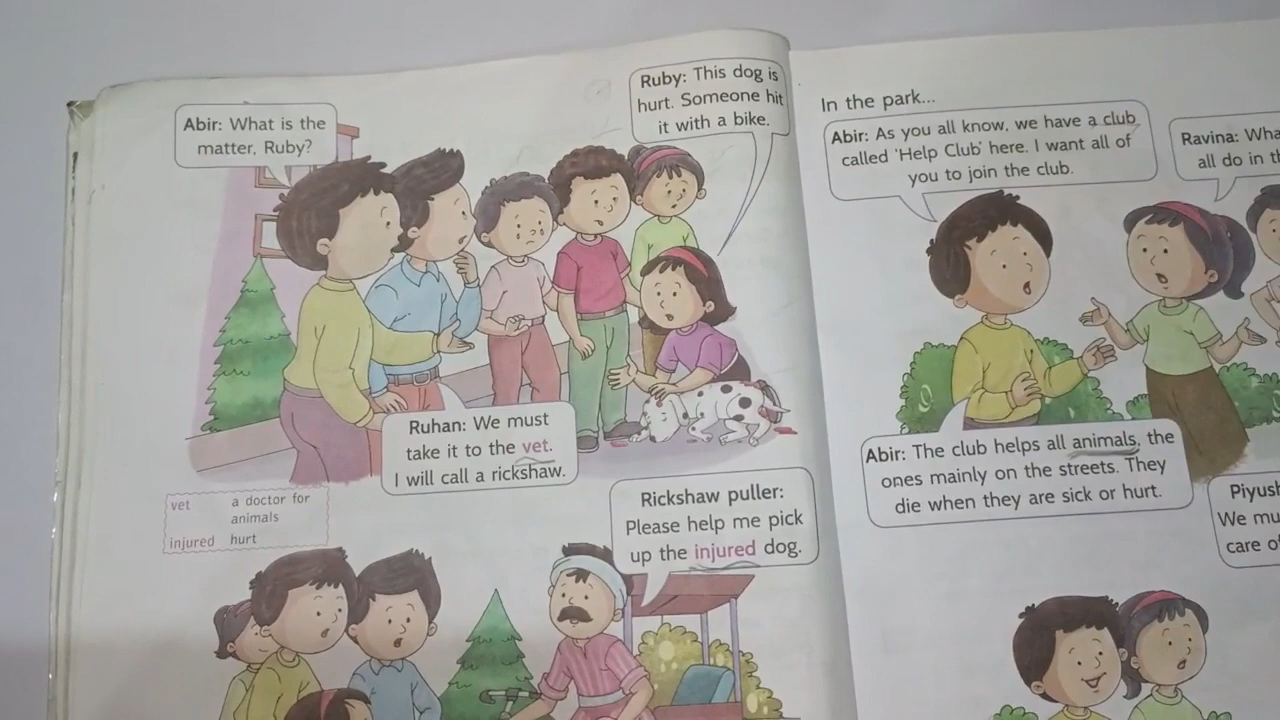 Abir: What is the
matter, Ruby?
Ruby: This dog is
hurt. Someone hit
it with a bike.
Ruhan: We must
take it to the vet.
I will call a rickshaw.
vet a doctor for
animals
injured hurt
Rickshaw puller:
Please help me pick
up the injured dog.
In the park...
Abir: As you all know, we have a club
called 'Help Club' here. I want all of
you to join the club.
Ravina:
all do in
Abir: The club helps all animals, the
ones mainly on the streets. They
die when they are sick or hurt.
We
care